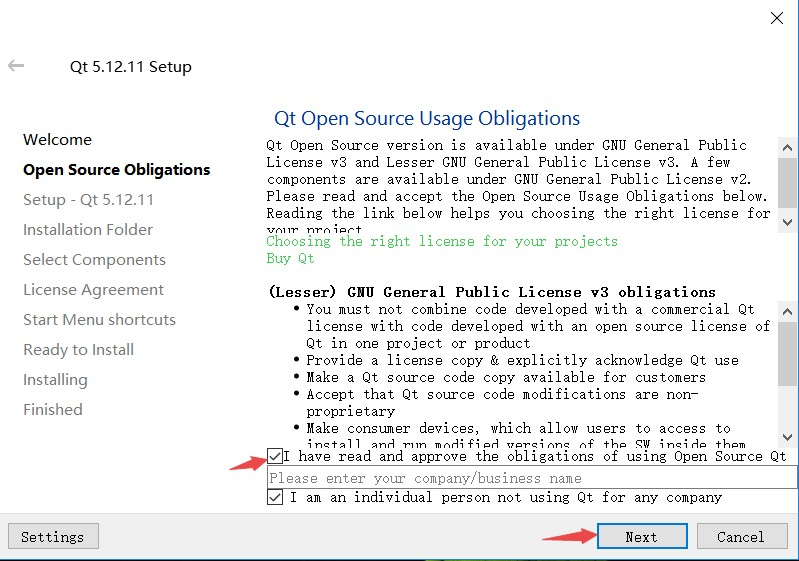 Qt 5.12.11 Setup
Welcome
Open Source Obligations
Setup - Qt 5.12.11
Installation Folder
Select Components
License Agreement
Start Menu shortcuts
Ready to Install
Installing
Finished
Qt Open Source Usage Obligations
Qt Open Source version is available under GNU General Public
License v3 and Lesser GNU General Public License v3. A few
components are available under GNU General Public License v2.
Please read and accept the Open Source Usage Obligations below.
Reading the link below helps you choosing the right license for
your project
Choosing the right license for your projects
Buy Qt
(Lesser) GNU General Public License v3 obligations
• You must not combine code developed with a commercial Qt
license with code developed with an open source license of
Qt in one project or product
• Provide a license copy & explicitly acknowledge Qt use
• Make a Qt source code copy available for customers
• Accept that Qt source code modifications are non-
proprietary
• Make consumer devices, which allow users to access to
install and run modified versions of the SW inside them
I have read and approve the obligations of using Open Source Qt
Please enter your company/business name
I am an individual person not using Qt for any company
Settings
Next
Cancel